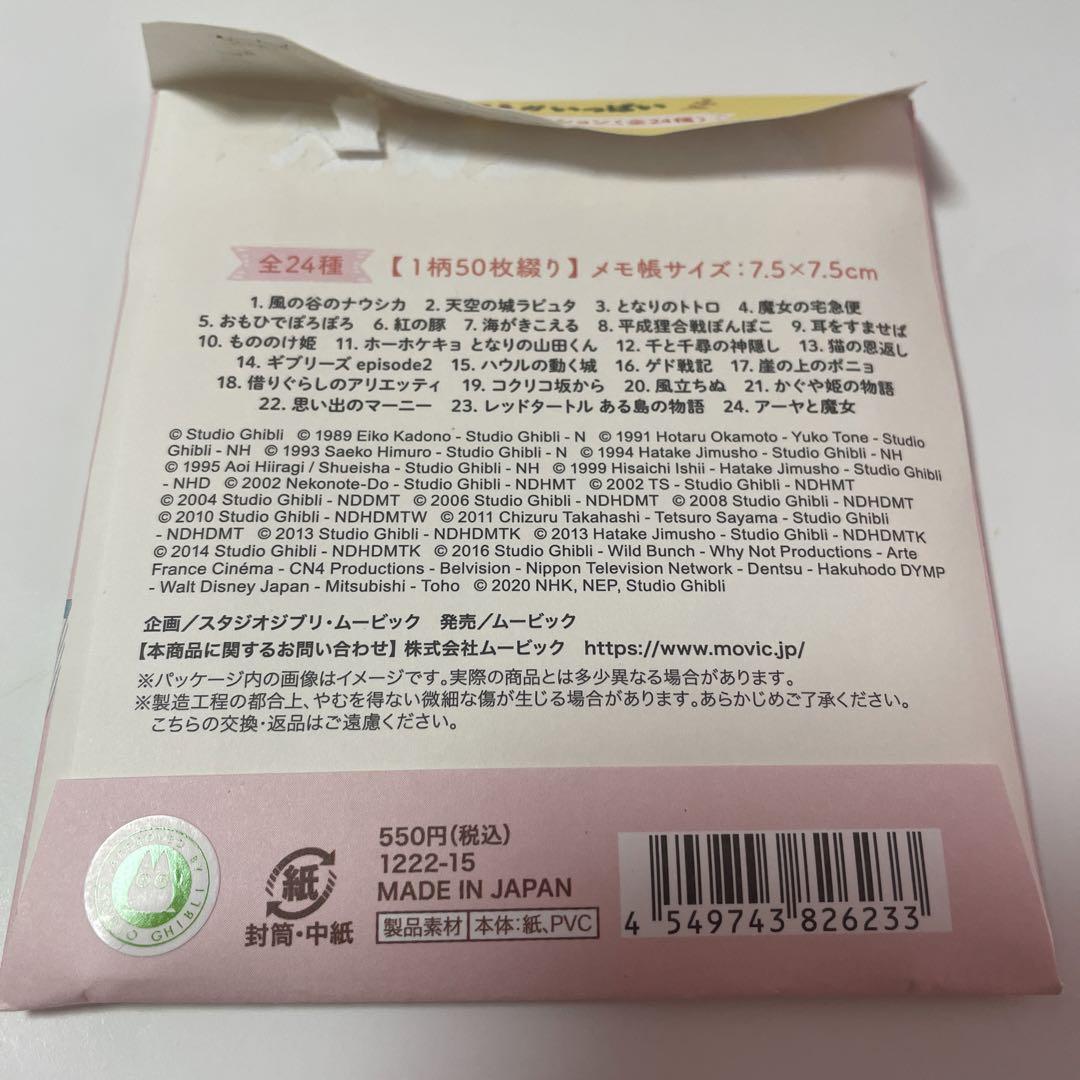 がいっぱい
ション(全24種)
全24種 【1柄50枚綴り】メモ帳サイズ:7.5×7.5cm
1. 風の谷のナウシカ 2. 天空の城ラピュタ 3. となりのトトロ 4. 魔女の宅急便
5. おもひでぽろぽろ 6. 紅の豚 7. 海がきこえる 8. 平成狸合戦ぽんぽこ 9. 耳をすませば
10. もののけ姫 11. ホーホケキョ となりの山田くん 12. 千と千尋の神隠し 13. 猫の恩返し
14. ギブリーズ episode2 15. ハウルの動く城 16. ゲド戦記 17. 崖の上のポニョ
18. 借りぐらしのアリエッティ 19. コクリコ坂から 20. 風立ちぬ 21. かぐや姫の物語
22. 思い出のマーニー 23. レッドタートル ある島の物語 24. アーヤと魔女
© Studio Ghibli © 1989 Eiko Kadono - Studio Ghibli - N © 1991 Hotaru Okamoto - Yuko Tone - Studio
Ghibli - NH © 1993 Saeko Himuro - Studio Ghibli - N © 1994 Hatake Jimusho - Studio Ghibli - NH
© 1995 Aoi Hiiragi / Shueisha - Studio Ghibli - NH © 1999 Hisaichi Ishii - Hatake Jimusho - Studio Ghibli
- NHD © 2002 Nekonote-Do - Studio Ghibli - NDHMT © 2002 TS - Studio Ghibli - NDHMT
© 2004 Studio Ghibli - NDDMT © 2006 Studio Ghibli - NDHDMT © 2008 Studio Ghibli - NDHDMT
© 2010 Studio Ghibli - NDHDMTW © 2011 Chizuru Takahashi - Tetsuro Sayama - Studio Ghibli
- NDHDMT © 2013 Studio Ghibli - NDHDMTK © 2013 Hatake Jimusho - Studio Ghibli - NDHDMTK
© 2014 Studio Ghibli - NDHDMTK © 2016 Studio Ghibli - Wild Bunch - Why Not Productions - Arte
France Cinéma - CN4 Productions - Belvision - Nippon Television Network - Dentsu - Hakuhodo DYMP
- Walt Disney Japan - Mitsubishi - Toho © 2020 NHK, NEP, Studio Ghibli
企画/スタジオジブリ・ムービック 発売/ムービック
【本商品に関するお問い合わせ】株式会社ムービック https://www.movic.jp/
※パッケージ内の画像はイメージです。実際の商品とは多少異なる場合があります。
※製造工程の都合上、やむを得ない微細な傷が生じる場合があります。あらかじめご了承ください。
こちらの交換・返品はご遠慮ください。
APPROVED BY STUDIO GHIBLI
紙
封筒・中紙
550円(税込)
1222-15
MADE IN JAPAN
製品素材 本体:紙、PVC
4 549743 826233